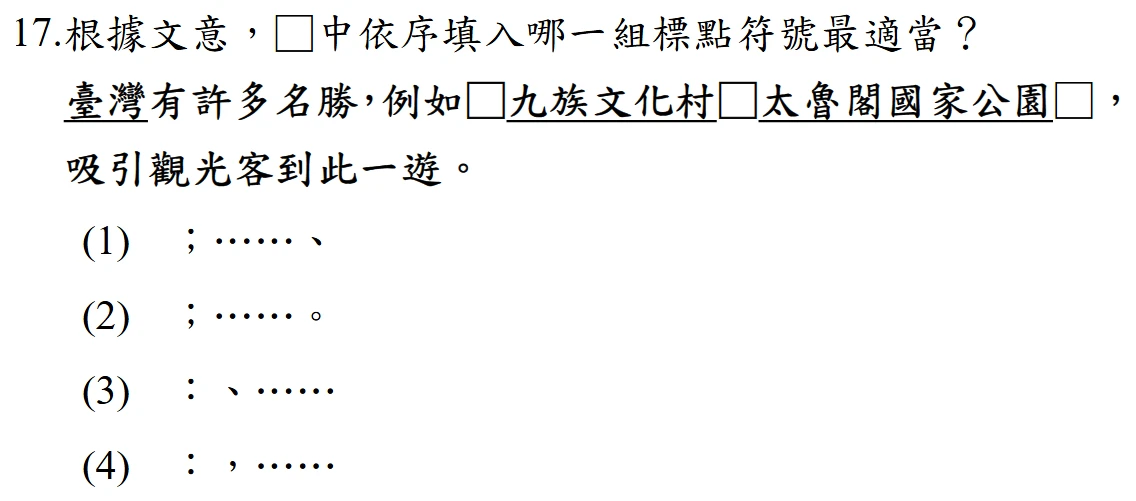 17.根據文意，□中依序填入哪一組標點符號最適當？
臺灣有許多名勝，例如□九族文化村□太魯閣國家公園□，
吸引觀光客到此一遊。
(1) ；……、
(2) ；……。
(3) ：、……
(4) ：，……